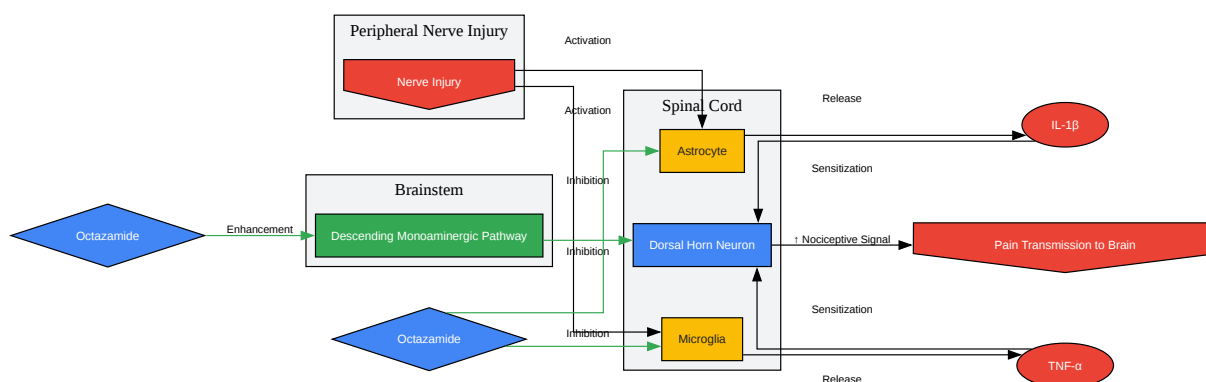 Peripheral Nerve Injury
Activation
Nerve Injury
Activation
Spinal Cord
Release
IL-1β
Astrocyte
Sensitization
Inhibition
Brainstem
Octazamide
Enhancement
Descending Monoaminergic Pathway
Inhibition
Dorsal Horn Neuron
↑ Nociceptive Signal
Pain Transmission to Brain
Octazamide
Inhibition
Microglia
Sensitization
TNF-α
Release